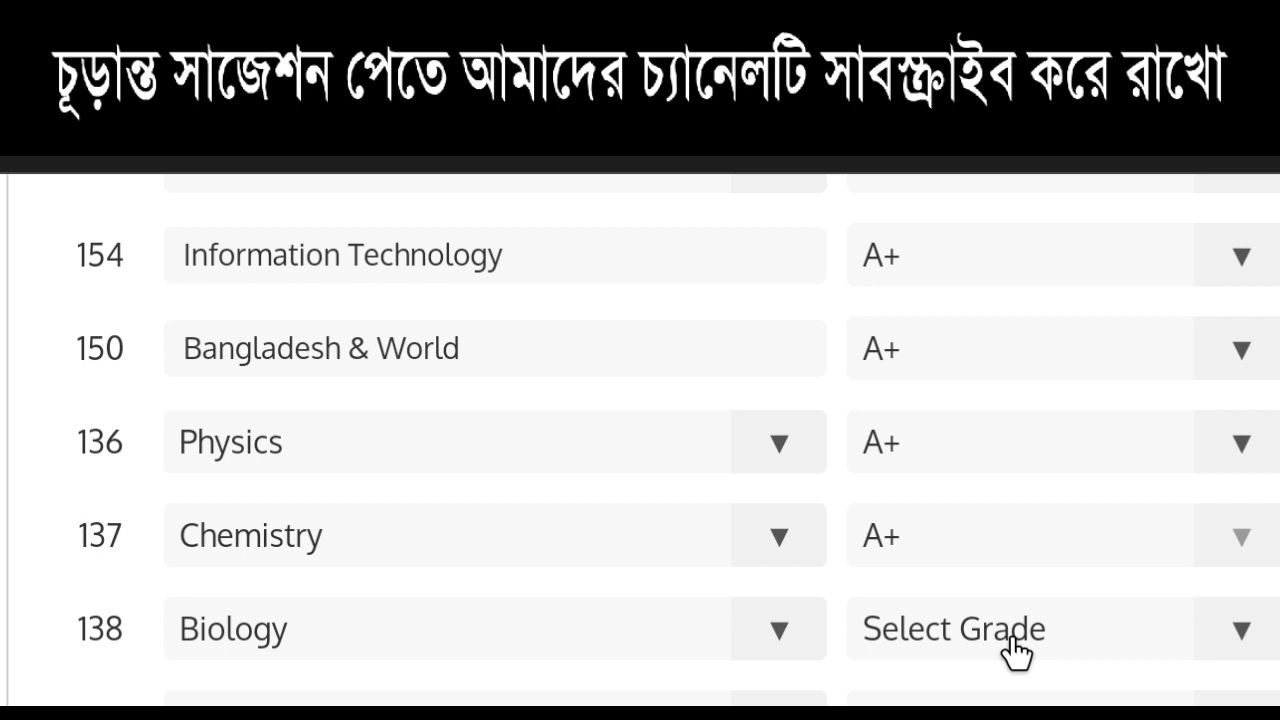 চূড়ান্ত সাজেশন পেতে আমাদের চ্যানেলটি সাবস্ক্রাইব করে রাখো
154 Information Technology A+ ▼
150 Bangladesh & World A+ ▼
136 Physics ▼ A+ ▼
137 Chemistry ▼ A+ ▼
138 Biology ▼ Select Grade ▼